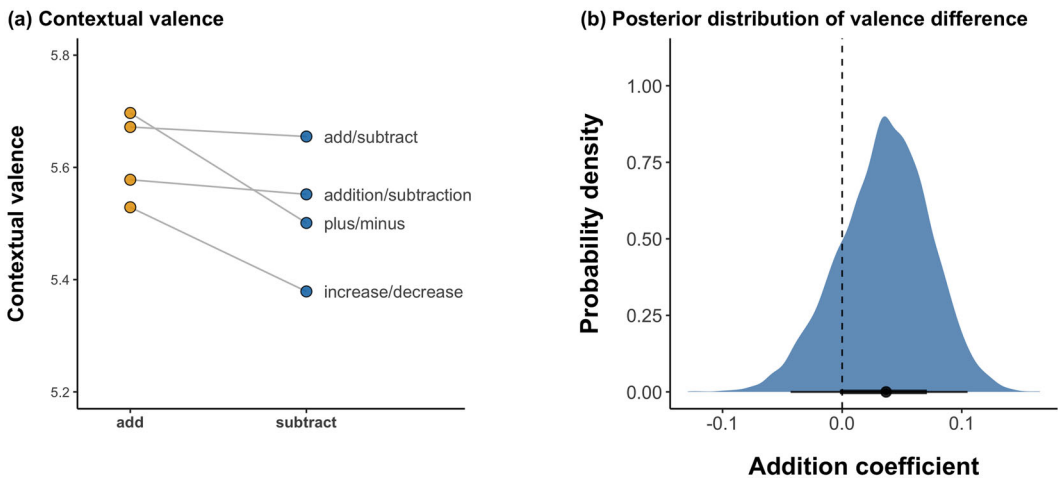 (a) Contextual valence
Contextual valence
5.8
5.6
5.4
5.2
add/subtract
addition/subtraction
plus/minus
increase/decrease
add
subtract
(b) Posterior distribution of valence difference
Probability density
1.00
0.75
0.50
0.25
0.00
-0.1
0.0
0.1
Addition coefficient